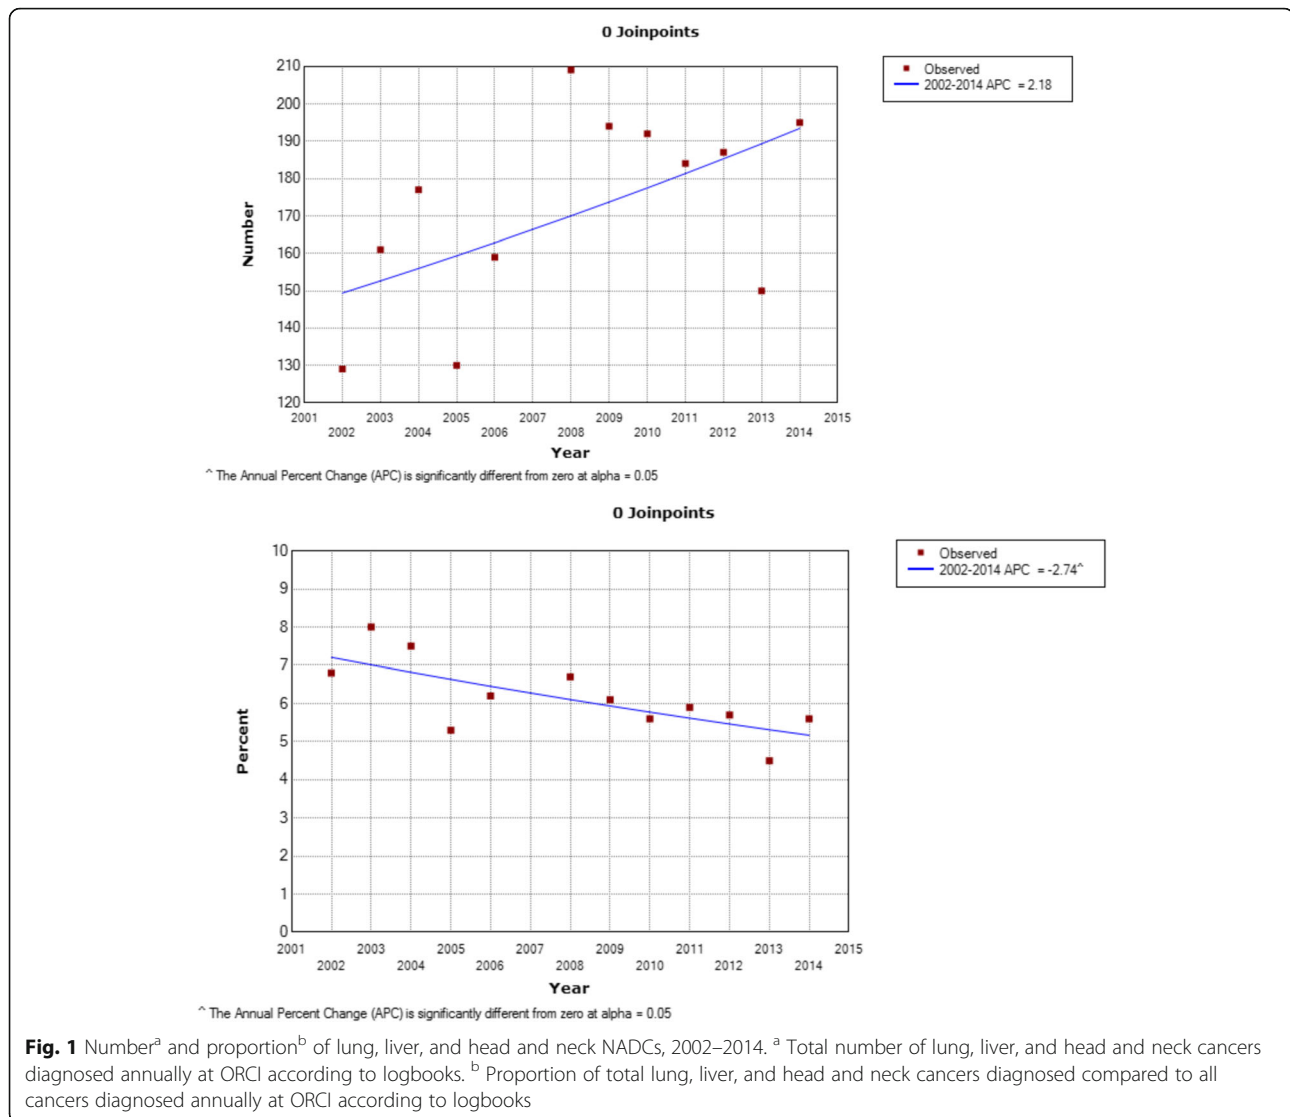 0 Joinpoints
Observed
2002-2014 APC = 2.18
210
200
190
180
170
160
150
140
130
120
Number
2001 2003 2005 2007 2009 2011 2013 2015
2002 2004 2006 2008 2010 2012 2014
Year
^ The Annual Percent Change (APC) is significantly different from zero at alpha = 0.05
0 Joinpoints
Observed
2002-2014 APC = -2.74^
10
9
8
7
6
5
4
3
2
1
0
Percent
2001 2003 2005 2007 2009 2011 2013 2015
2002 2004 2006 2008 2010 2012 2014
Year
^ The Annual Percent Change (APC) is significantly different from zero at alpha = 0.05
Fig. 1 Numberᵃ and proportionᵇ of lung, liver, and head and neck NADCs, 2002–2014. ᵃ Total number of lung, liver, and head and neck cancers
diagnosed annually at ORCI according to logbooks. ᵇ Proportion of total lung, liver, and head and neck cancers diagnosed compared to all
cancers diagnosed annually at ORCI according to logbooks